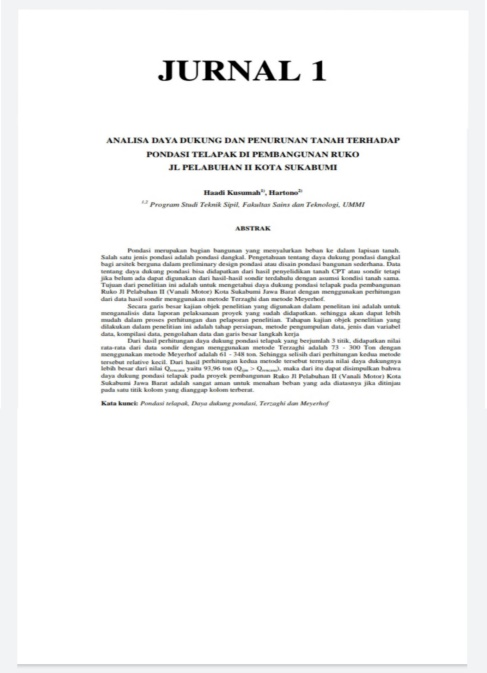 JURNAL 1
ANALISA DAYA DUKUNG DAN PENURUNAN TANAH TERHADAP
PONDASI TELAPAK DI PEMBANGUNAN RUKO
JL PELABUHAN II KOTA SUKABUMI
Haadi Kusumah¹⁾, Hartono²⁾
¹,² Program Studi Teknik Sipil, Fakultas Sains dan Teknologi, UMMI
ABSTRAK
Pondasi merupakan bagian bangunan yang menyalurkan beban ke dalam lapisan tanah.
Salah satu jenis pondasi adalah pondasi dangkal. Pengetahuan tentang daya dukung pondasi dangkal
bagi arsitek berguna dalam preliminary design pondasi atau disain pondasi bangunan sederhana. Data
tentang daya dukung pondasi bisa didapatkan dari hasil penyelidikan tanah CPT atau sondir tetapi
jika belum ada dapat digunakan dari hasil-hasil sondir terdahulu dengan asumsi kondisi tanah sama.
Tujuan dari penelitian ini adalah untuk mengetahui daya dukung pondasi telapak pada pembangunan
Ruko Jl Pelabuhan II (Vanali Motor) Kota Sukabumi Jawa Barat dengan menggunakan perhitungan
dari data hasil sondir menggunakan metode Terzaghi dan metode Meyerhof.
Secara garis besar kajian objek penelitian yang digunakan dalam penelitan ini adalah untuk
menganalisis data laporan pelaksanaan proyek yang sudah didapatkan. sehingga akan dapat lebih
mudah dalam proses perhitungan dan pelaporan penelitian. Tahapan kajian objek penelitian yang
dilakukan dalam penelitian ini adalah tahap persiapan, metode pengumpulan data, jenis dan variabel
data, kompilasi data, pengolahan data dan garis besar langkah kerja
Dari hasil perhitungan daya dukung pondasi telapak yang berjumlah 3 titik, didapatkan nilai
rata-rata dari data sondir dengan menggunakan metode Terzaghi adalah 73 - 300 Ton dengan
menggunakan metode Meyerhof adalah 61 - 348 ton. Sehingga selisih dari perhitungan kedua metode
tersebut relative kecil. Dari hasil perhitungan kedua metode tersebut ternyata nilai daya dukungnya
lebih besar dari nilai Q yaitu 93,96 ton (Q > Q), maka dari itu dapat disimpulkan bahwa
daya dukung pondasi telapak pada proyek pembangunan Ruko Jl Pelabuhan II (Vanali Motor) Kota
Sukabumi Jawa Barat adalah sangat aman untuk menahan beban yang ada diatasnya jika ditinjau
pada satu titik kolom yang dianggap kolom terberat.
Kata kunci: Pondasi telapak, Daya dukung pondasi, Terzaghi dan Meyerhof